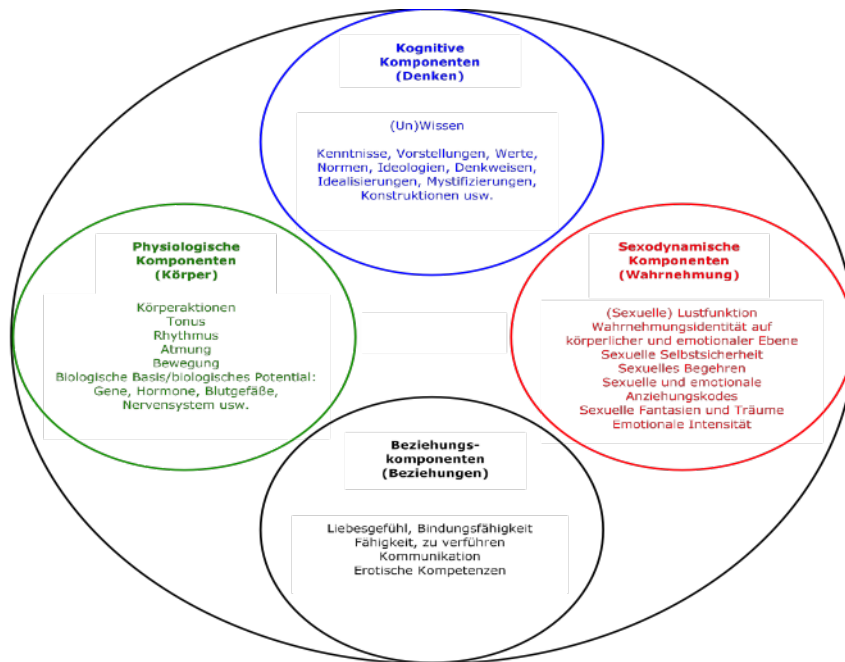 Kognitive
Komponenten
(Denken)
(Un)Wissen
Kenntnisse, Vorstellungen, Werte,
Normen, Ideologien, Denkweisen,
Idealisierungen, Mystifizierungen,
Konstruktionen usw.
Physiologische
Komponenten
(Körper)
Körperaktionen
Tonus
Rhythmus
Atmung
Bewegung
Biologische Basis/biologisches Potential:
Gene, Hormone, Blutgefäße,
Nervensystem usw.
Sexodynamische
Komponenten
(Wahrnehmung)
(Sexuelle) Lustfunktion
Wahrnehmungsidentität auf
körperlicher und emotionaler Ebene
Sexuelle Selbstsicherheit
Sexuelles Begehren
Sexuelle und emotionale
Anziehungskodes
Sexuelle Fantasien und Träume
Emotionale Intensität
Beziehungs-
komponenten
(Beziehungen)
Liebesgefühl, Bindungsfähigkeit
Fähigkeit, zu verführen
Kommunikation
Erotische Kompetenzen